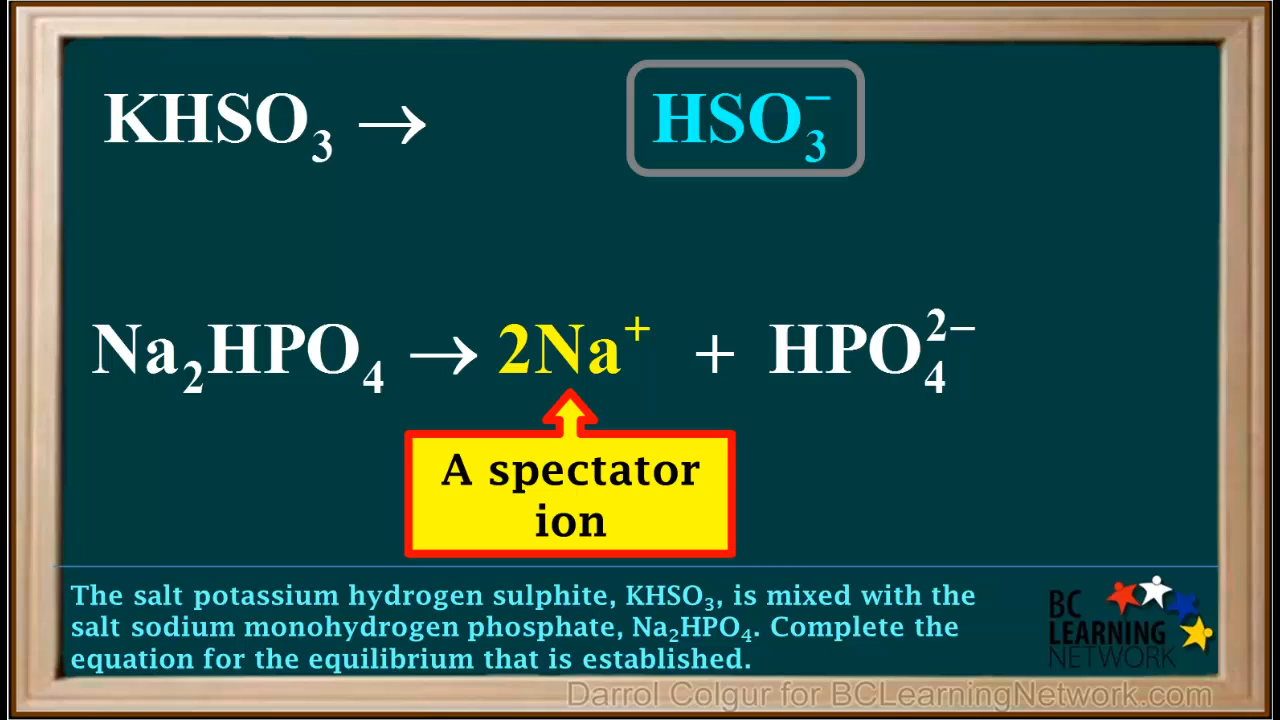 KHSO₃ → HSO₃⁻
Na₂HPO₄ → 2Na⁺ + HPO₄²⁻
A spectator
ion
The salt potassium hydrogen sulphite, KHSO₃, is mixed with the
salt sodium monohydrogen phosphate, Na₂HPO₄. Complete the
equation for the equilibrium that is established.
BC
LEARNING
NETWORK
Darrol Colgur for BCLearningNetwork.com